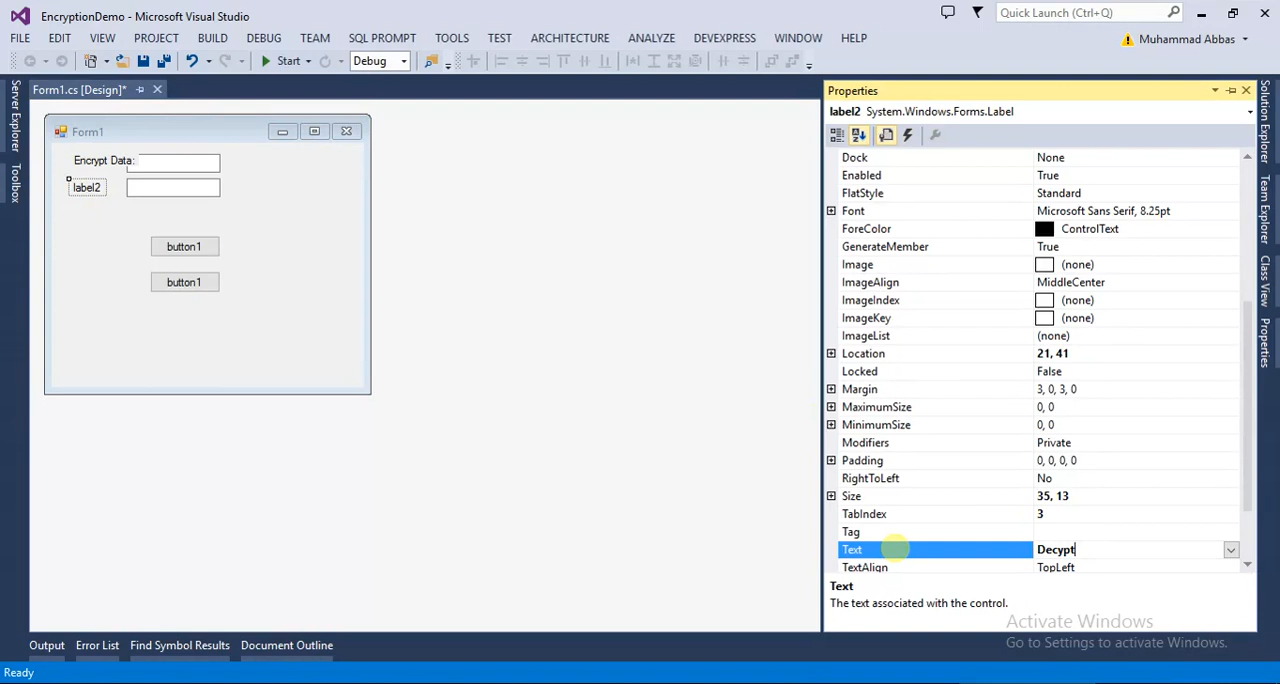 EncryptionDemo - Microsoft Visual Studio
Quick Launch (Ctrl+Q)
FILE EDIT VIEW PROJECT BUILD DEBUG TEAM SQL PROMPT TOOLS TEST ARCHITECTURE ANALYZE DEVEXPRESS WINDOW HELP
Muhammad Abbas
Start
Debug
Form1.cs [Design]*
Server Explorer
Toolbox
Form1
Encrypt Data:
label2
button1
button1
Properties
label2 System.Windows.Forms.Label
Dock None
Enabled True
FlatStyle Standard
Font Microsoft Sans Serif, 8.25pt
ForeColor ControlText
GenerateMember True
Image (none)
ImageAlign MiddleCenter
ImageIndex (none)
ImageKey (none)
ImageList (none)
Location 21, 41
Locked False
Margin 3, 0, 3, 0
MaximumSize 0, 0
MinimumSize 0, 0
Modifiers Private
Padding 0, 0, 0, 0
RightToLeft No
Size 35, 13
TabIndex 3
Tag
Text Decypt
TextAlign TopLeft
Text
The text associated with the control.
Solution Explorer
Team Explorer
Class View
Properties
Activate Windows
Go to Settings to activate Windows.
Output Error List Find Symbol Results Document Outline
Ready